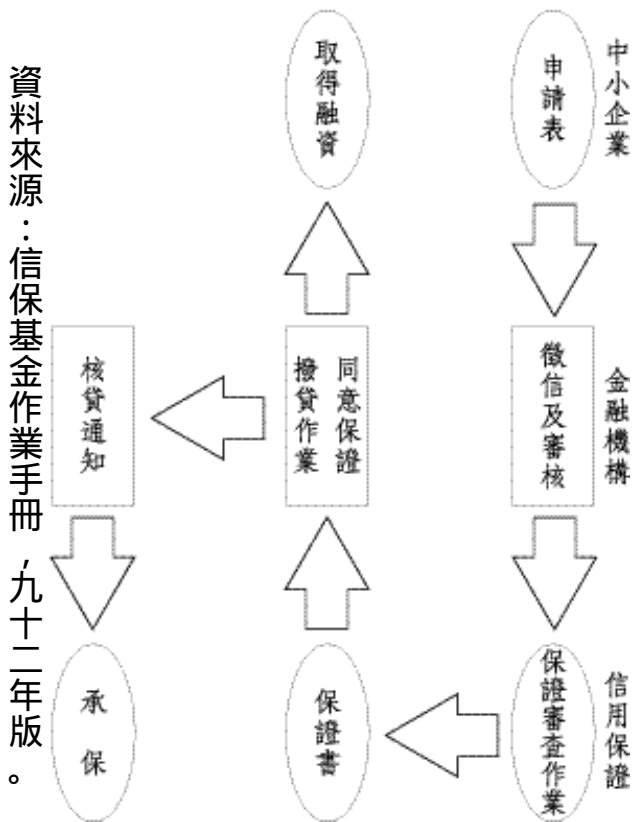 中小企業
申請表
取得融資
金融機構
徵信及審核
同意保證
撥貸作業
核貸通知
信用保證
保證審查作業
保證書
承保
資料來源：信保基金作業手冊，九十二年版。